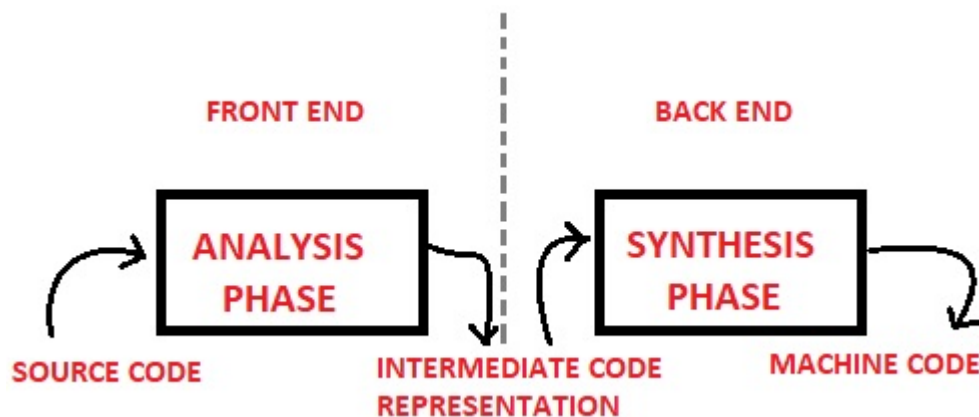 FRONT END
BACK END
ANALYSIS
PHASE
SYNTHESIS
PHASE
SOURCE CODE
INTERMEDIATE CODE
REPRESENTATION
MACHINE CODE